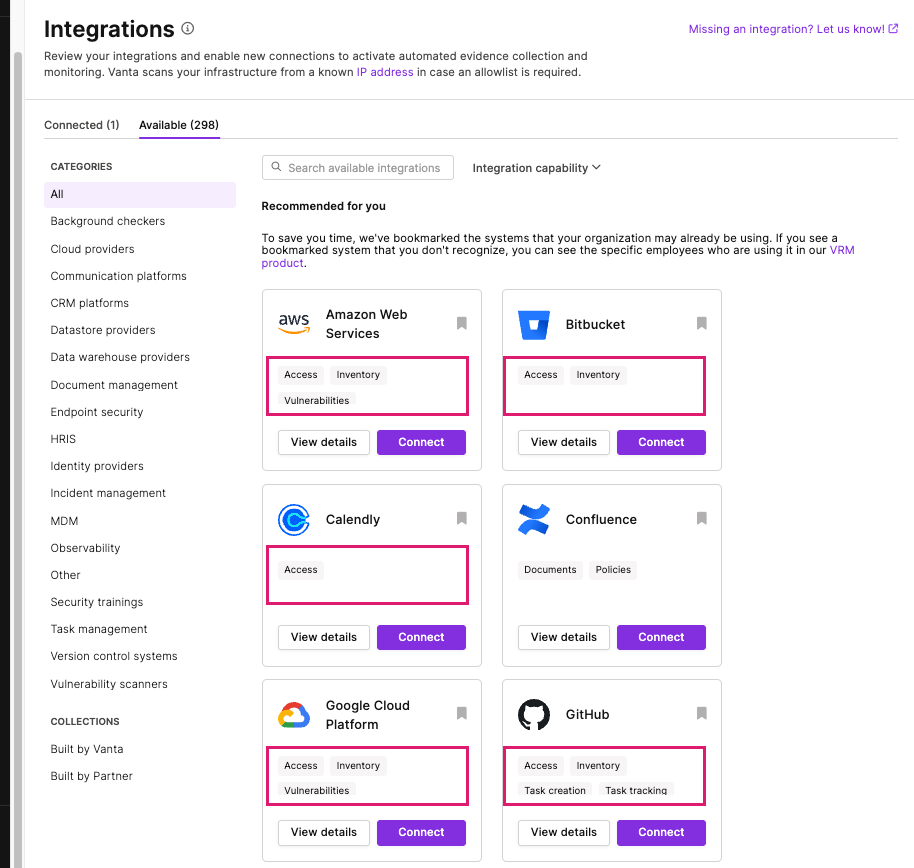 Integrations
Missing an integration? Let us know!
Review your integrations and enable new connections to activate automated evidence collection and
monitoring. Vanta scans your infrastructure from a known IP address in case an allowlist is required.
Connected (1)
Available (298)
CATEGORIES
All
Background checkers
Cloud providers
Communication platforms
CRM platforms
Datastore providers
Data warehouse providers
Document management
Endpoint security
HRIS
Identity providers
Incident management
MDM
Observability
Other
Security trainings
Task management
Version control systems
Vulnerability scanners
COLLECTIONS
Built by Vanta
Built by Partner
Search available integrations
Integration capability
Recommended for you
To save you time, we've bookmarked the systems that your organization may already be using. If you see a
bookmarked system that you don't recognize, you can see the specific employees who are using it in our VRM
product.
aws
Amazon Web
Services
Access
Inventory
Vulnerabilities
View details
Connect
Bitbucket
Access
Inventory
View details
Connect
Calendly
Access
View details
Connect
Confluence
Documents
Policies
View details
Connect
Google Cloud
Platform
Access
Inventory
Vulnerabilities
View details
Connect
GitHub
Access
Inventory
Task creation
Task tracking
View details
Connect